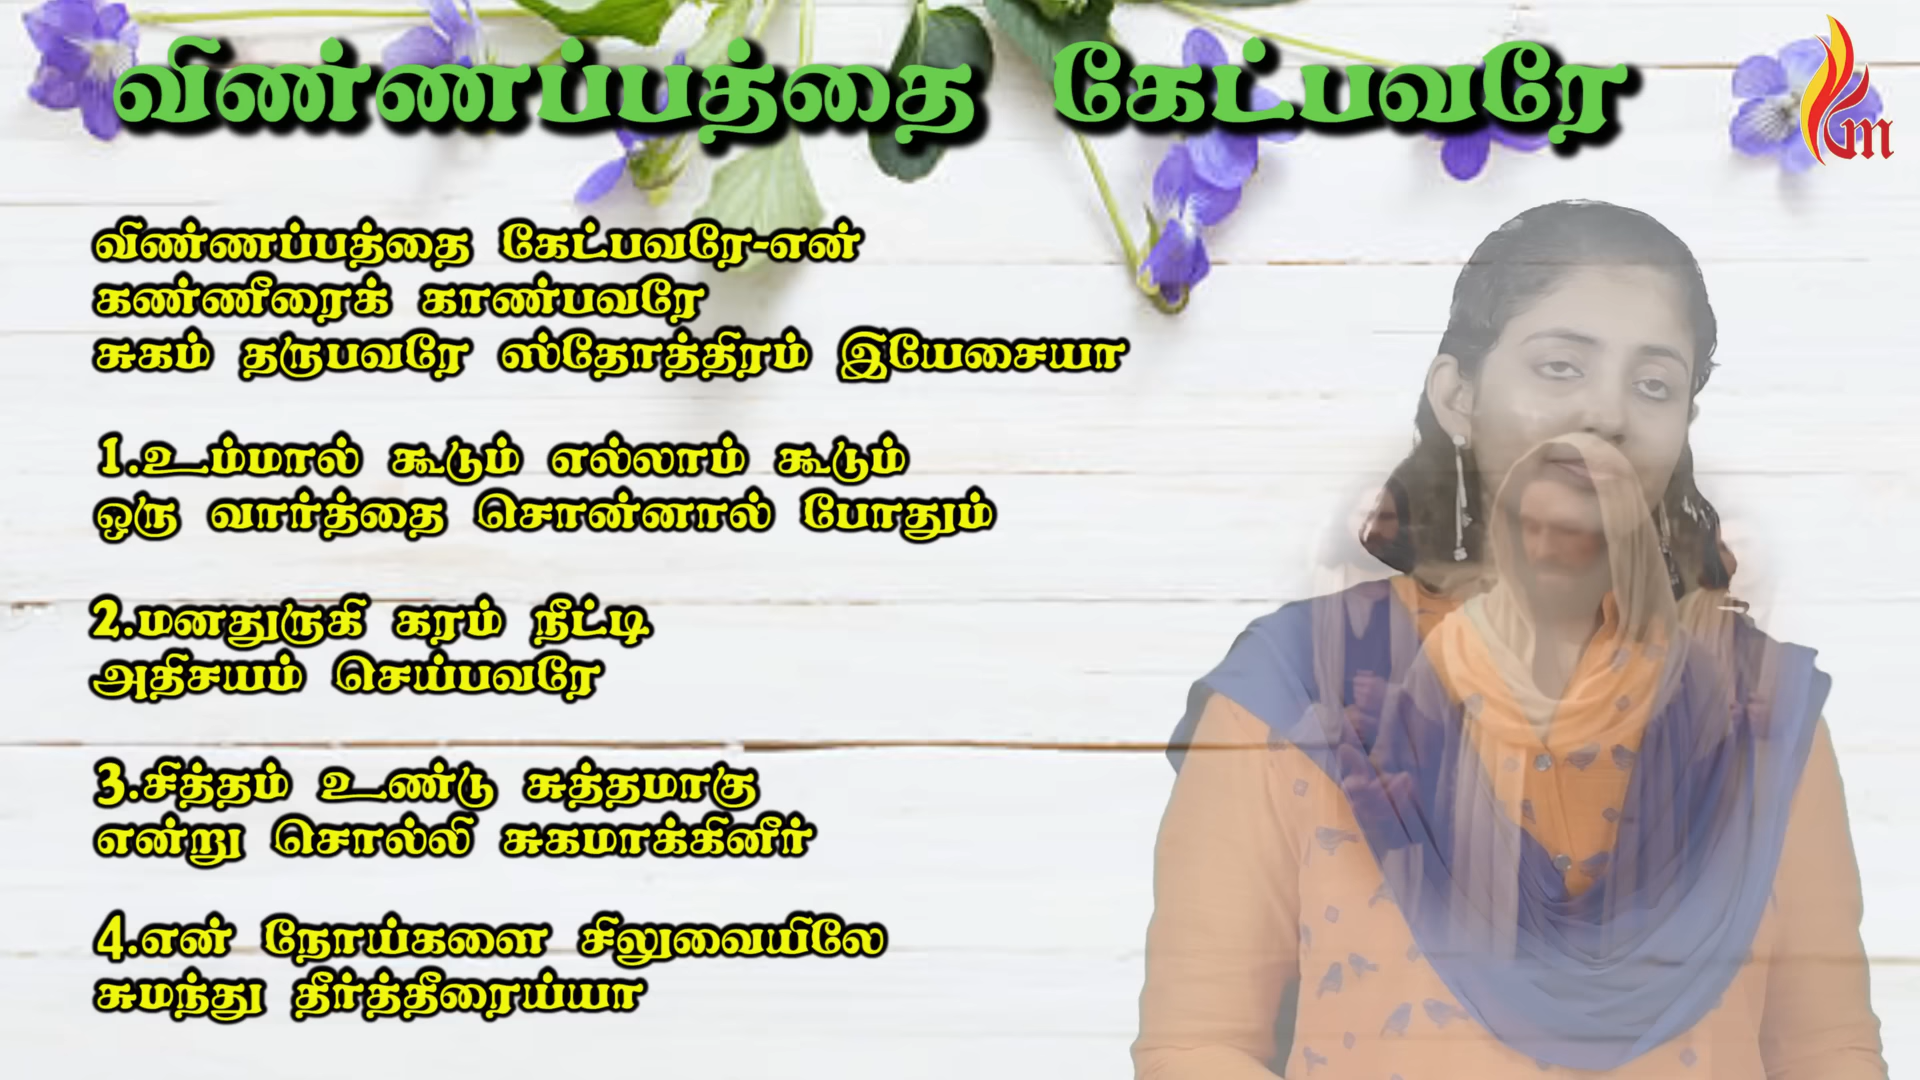 விண்ணப்பத்தை கேட்பவரே
m
விண்ணப்பத்தை கேட்பவரே-என்
கண்ணீரைக் காண்பவரே
சுகம் தருபவரே ஸ்தோத்திரம் இயேசையா
1.உம்மால் கூடும் எல்லாம் கூடும்
ஒரு வார்த்தை சொன்னால் போதும்
2.மனதுருகி கரம் நீட்டி
அதிசயம் செய்பவரே
3.சித்தம் உண்டு சுத்தமாகு
என்று சொல்லி சுகமாக்கினீர்
4.என் நோய்களை சிலுவையிலே
சுமந்து தீர்த்தீரைய்யா